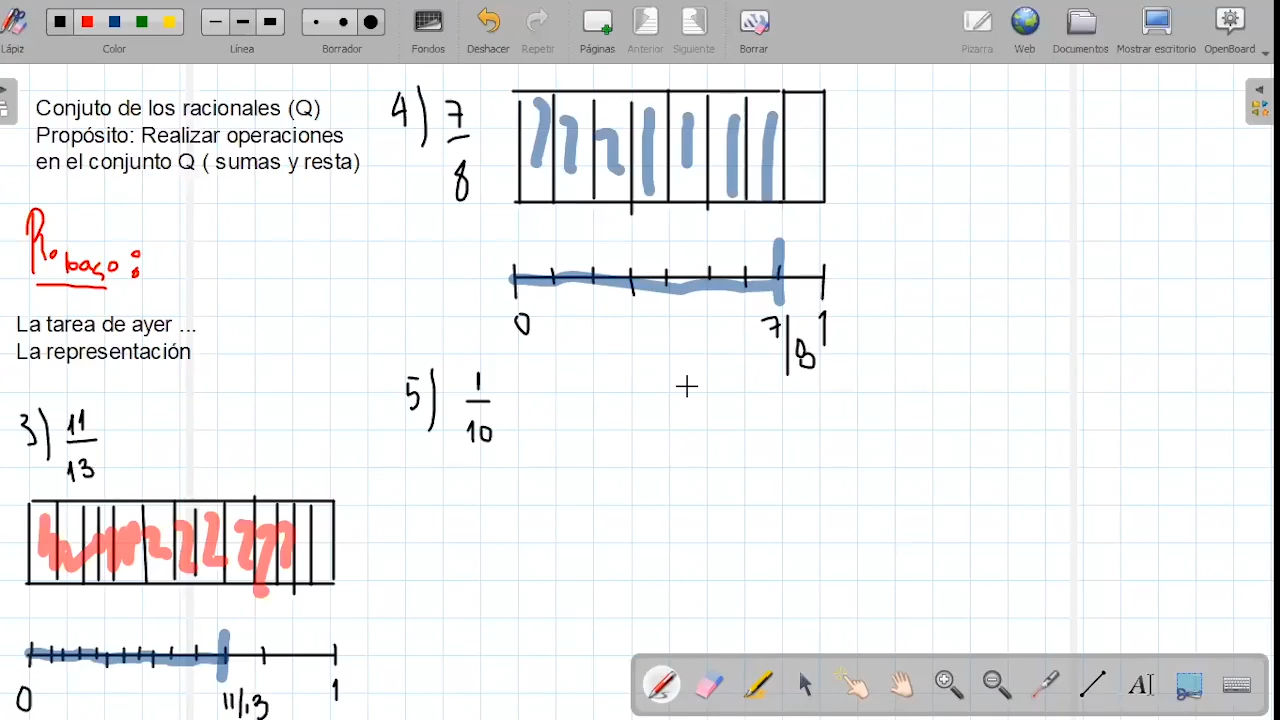 Lápiz
Color
Línea
Borrador
Fondos
Deshacer
Repetir
Páginas
Anterior
Siguiente
Borrar
Pizarra
Web
Documentos
Mostrar escritorio
OpenBoard
Conjuto de los racionales (Q)
Propósito: Realizar operaciones
en el conjunto Q ( sumas y resta)
La tarea de ayer ...
La representación
3) 11/13
0 11/13 1
4) 7/8
0 7/8 1
5) 1/10
AI